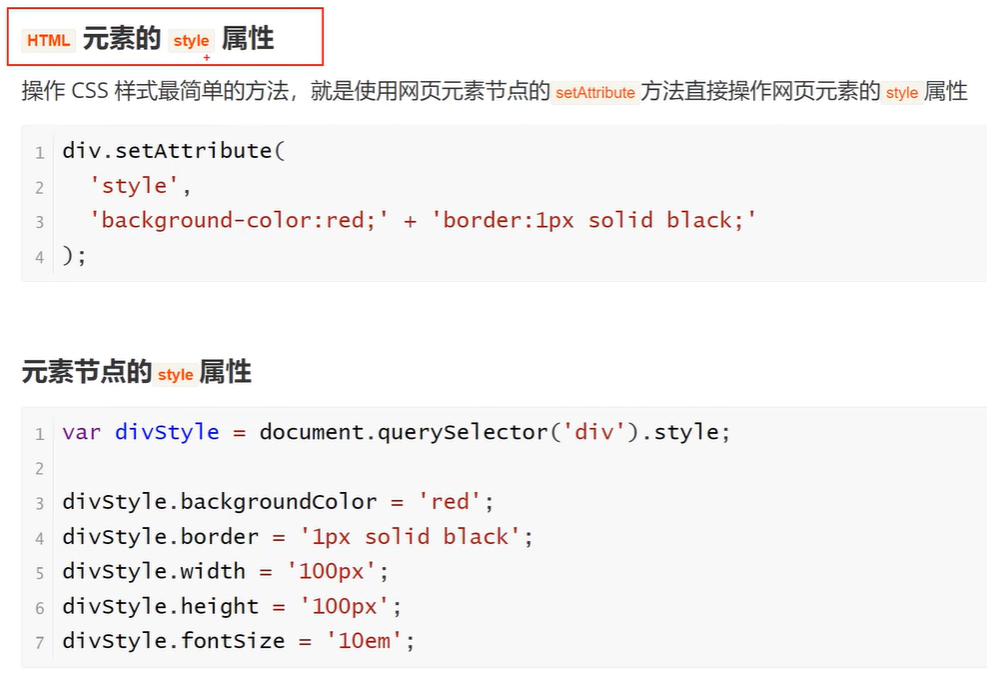 HTML 元素的 style 属性
操作 CSS 样式最简单的方法，就是使用网页元素节点的 setAttribute 方法直接操作网页元素的 style 属性
1 div.setAttribute(
2   'style',
3   'background-color:red;' + 'border:1px solid black;'
4 );
元素节点的 style 属性
1 var divStyle = document.querySelector('div').style;
2
3 divStyle.backgroundColor = 'red';
4 divStyle.border = '1px solid black';
5 divStyle.width = '100px';
6 divStyle.height = '100px';
7 divStyle.fontSize = '10em';